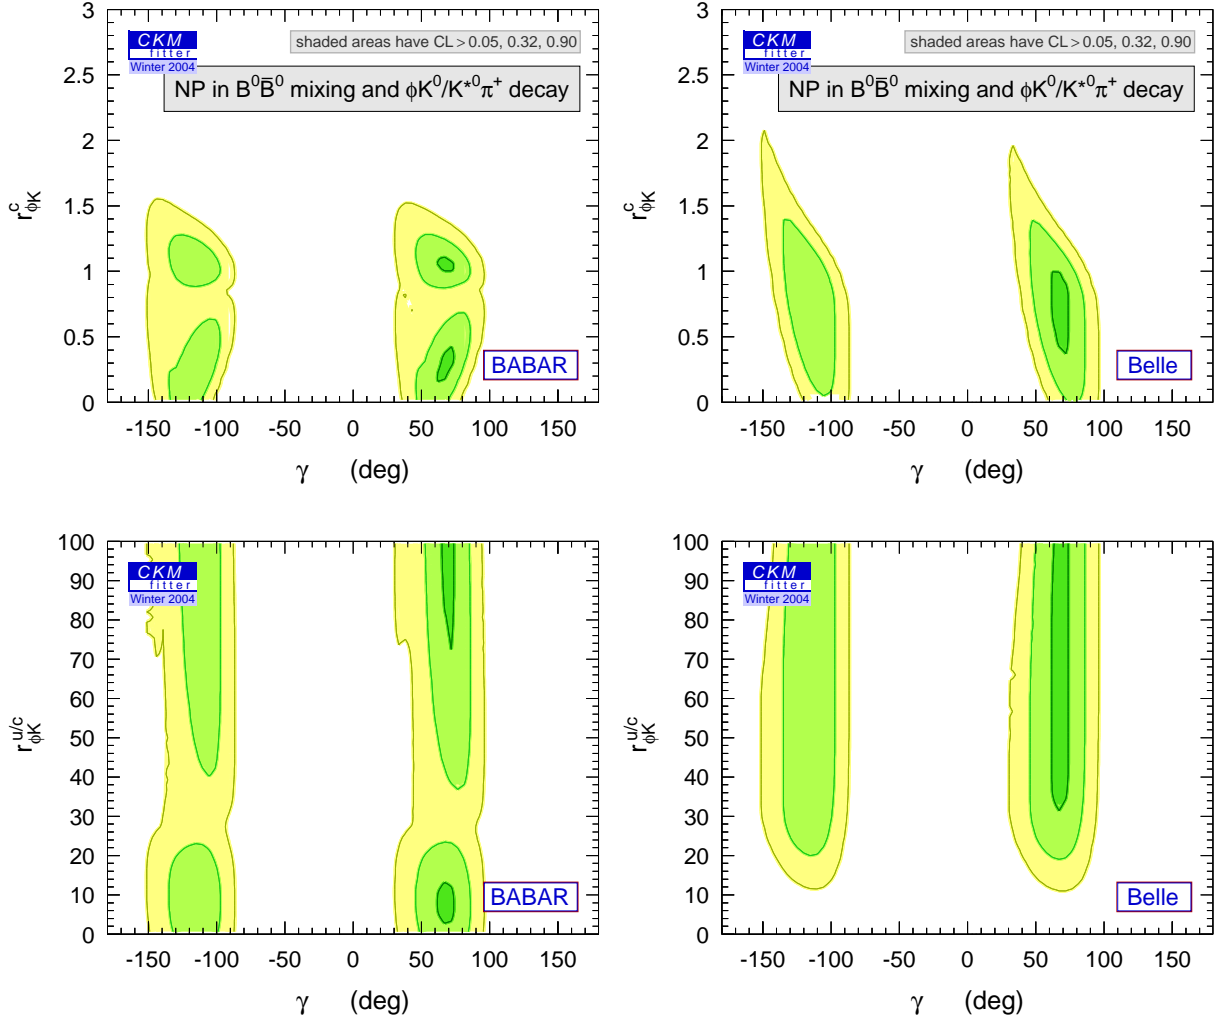 3
2.5
2
1.5
1
0.5
0
-150 -100 -50 0 50 100 150
γ (deg)
r^c_ϕK
CKM
fitter
Winter 2004
shaded areas have CL > 0.05, 0.32, 0.90
NP in B⁰B̅⁰ mixing and ϕK⁰/K*⁰π⁺ decay
BABAR
3
2.5
2
1.5
1
0.5
0
-150 -100 -50 0 50 100 150
γ (deg)
r^c_ϕK
CKM
fitter
Winter 2004
shaded areas have CL > 0.05, 0.32, 0.90
NP in B⁰B̅⁰ mixing and ϕK⁰/K*⁰π⁺ decay
Belle
100
90
80
70
60
50
40
30
20
10
0
-150 -100 -50 0 50 100 150
γ (deg)
r^u/c_ϕK
CKM
fitter
Winter 2004
BABAR
100
90
80
70
60
50
40
30
20
10
0
-150 -100 -50 0 50 100 150
γ (deg)
r^u/c_ϕK
CKM
fitter
Winter 2004
Belle